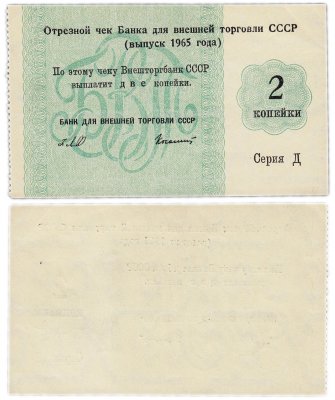 Отрезной чек Банка для внешней торговли СССР
(выпуск 1965 года)
По этому чеку Внешторгбанк СССР
выплатит две копейки.
БАНК ДЛЯ ВНЕШНЕЙ ТОРГОВЛИ СССР
2
КОПЕЙКИ
Серия Д